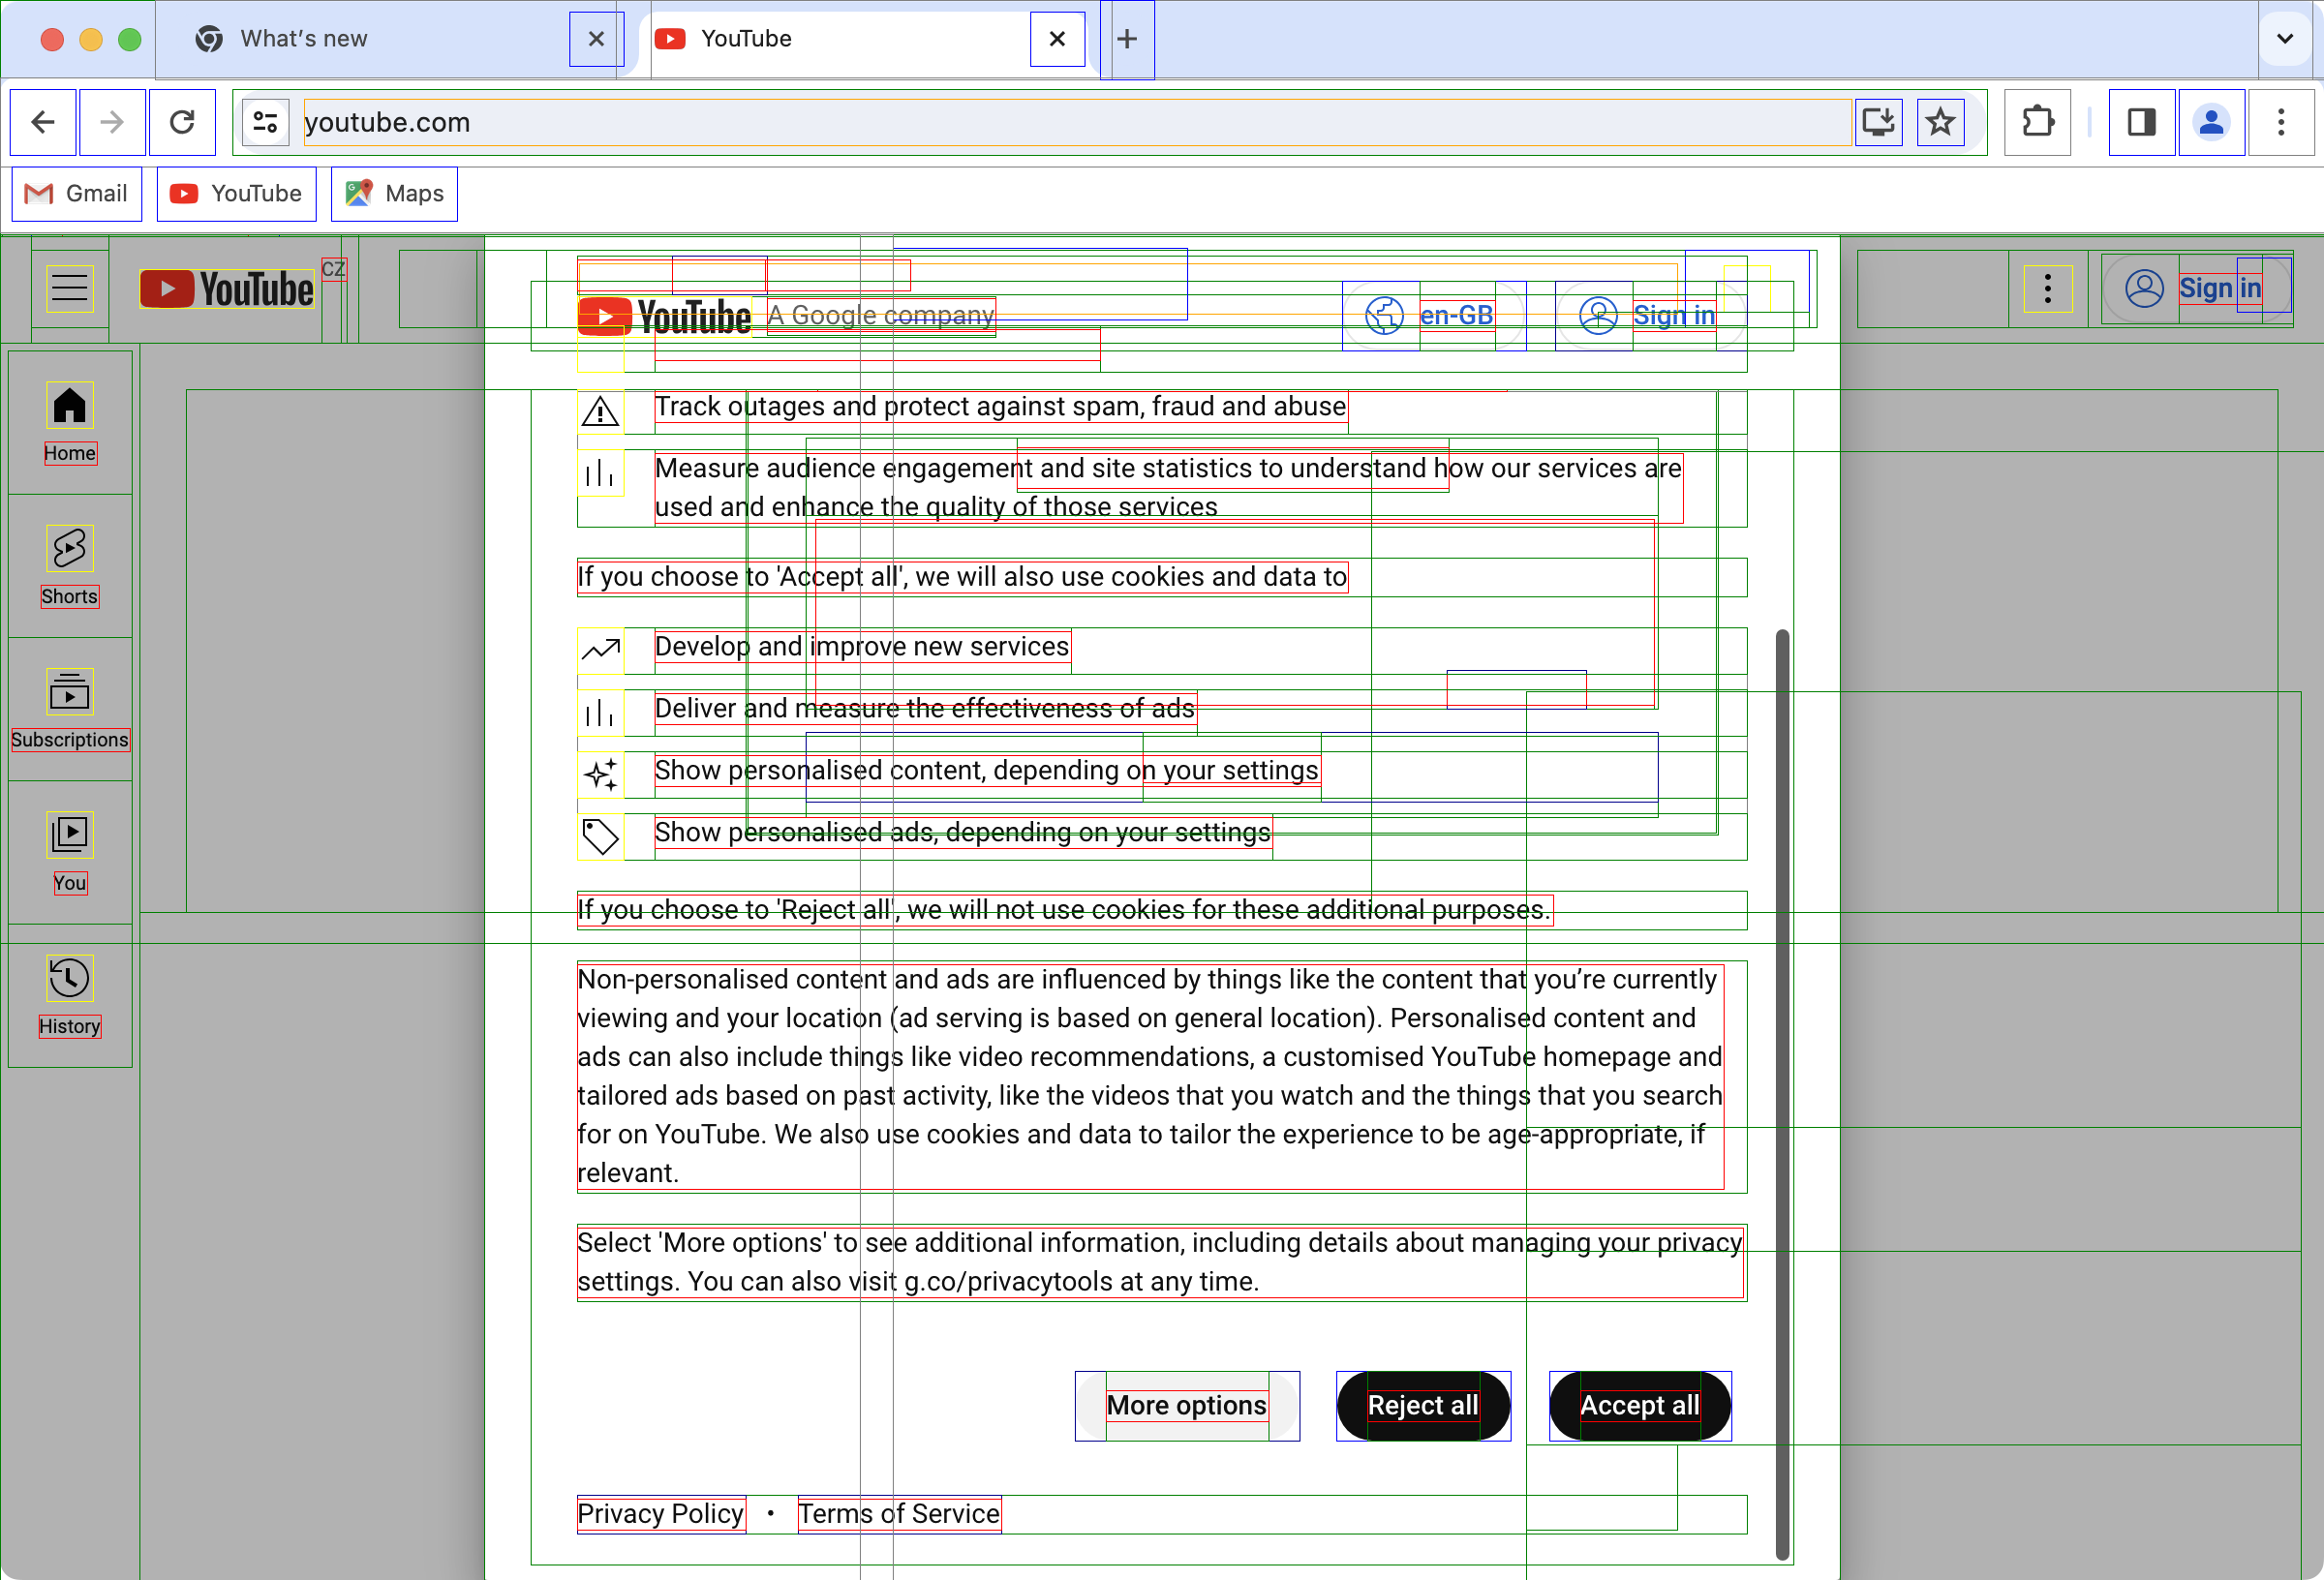 What's new
YouTube
youtube.com
Gmail
YouTube
Maps
YouTube
CZ
Sign in
YouTube
A Google company
en-GB
Sign in
Home
Shorts
Subscriptions
You
History
Track outages and protect against spam, fraud and abuse
Measure audience engagement and site statistics to understand how our services are
used and enhance the quality of those services
If you choose to 'Accept all', we will also use cookies and data to
Develop and improve new services
Deliver and measure the effectiveness of ads
Show personalised content, depending on your settings
Show personalised ads, depending on your settings
If you choose to 'Reject all', we will not use cookies for these additional purposes.
Non-personalised content and ads are influenced by things like the content that you’re currently
viewing and your location (ad serving is based on general location). Personalised content and
ads can also include things like video recommendations, a customised YouTube homepage and
tailored ads based on past activity, like the videos that you watch and the things that you search
for on YouTube. We also use cookies and data to tailor the experience to be age-appropriate, if
relevant.
Select 'More options' to see additional information, including details about managing your privacy
settings. You can also visit g.co/privacytools at any time.
More options
Reject all
Accept all
Privacy Policy • Terms of Service